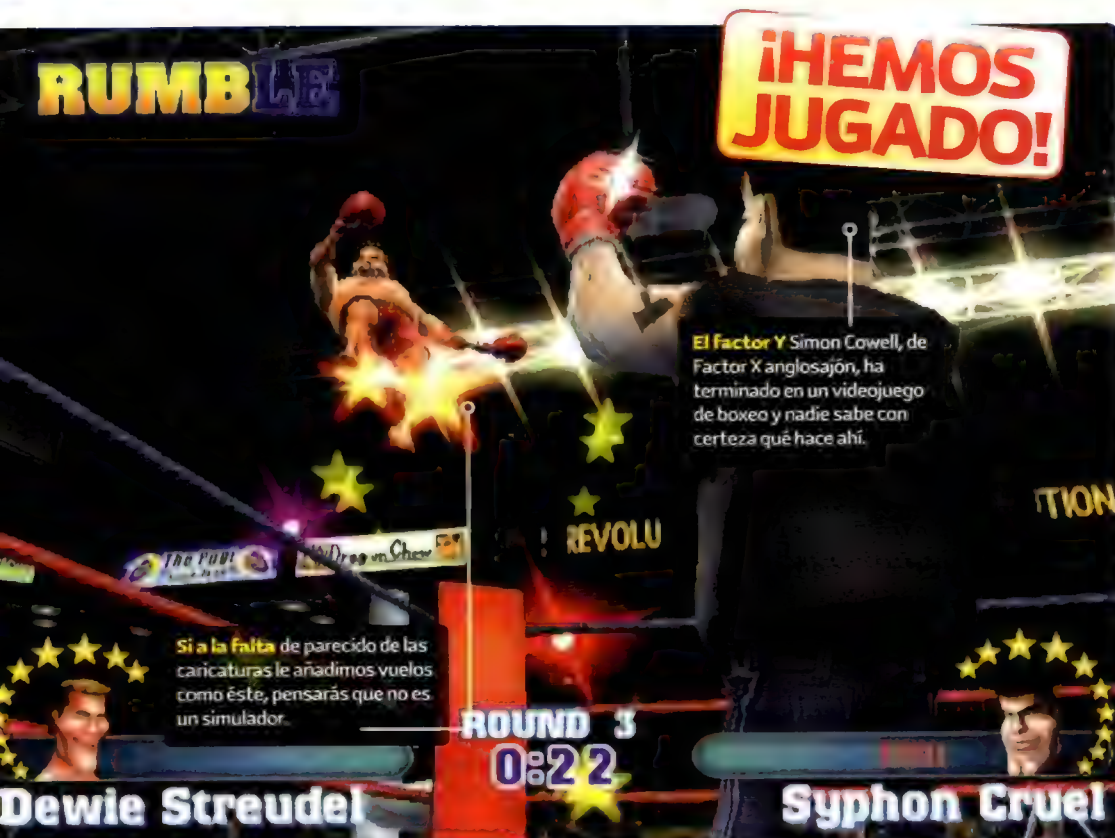 RUMBLE
¡HEMOS
JUGADO!
El factor Y Simon Cowell, de
Factor X anglosajón, ha
terminado en un videojuego
de boxeo y nadie sabe con
certeza qué hace ahí.
REVOLU
TION
Si a la falta de parecido de las
caricaturas le añadimos vuelos
como éste, pensarás que no es
un simulador.
ROUND 3
0:22
Dewie Streudel
Syphon Cruel